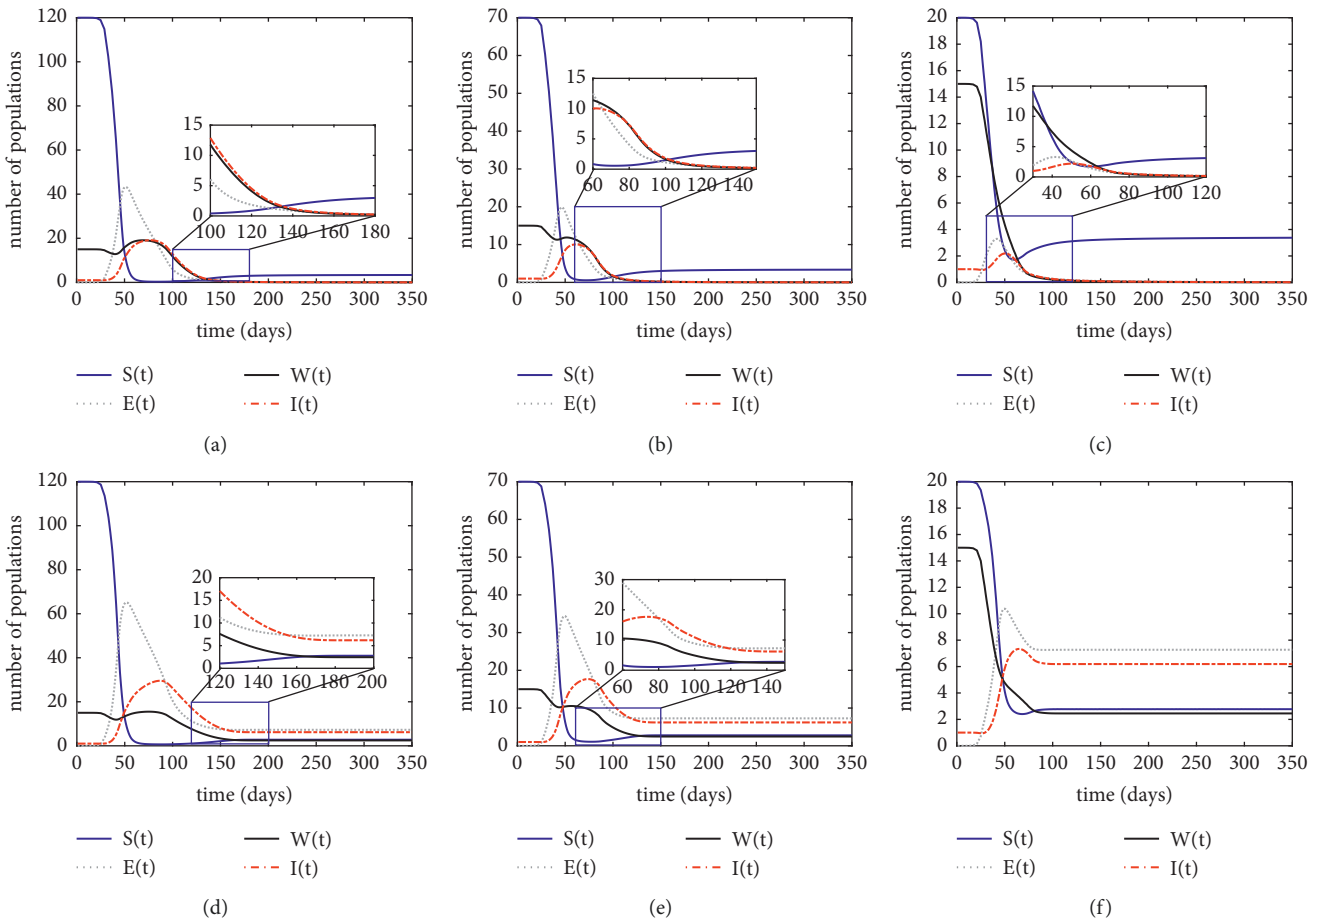 number of populations
120
100
80
60
40
20
0
15
10
5
0
100 120 140 160 180
0 50 100 150 200 250 300 350
time (days)
S(t) W(t)
E(t) I(t)
(a)
number of populations
70
60
50
40
30
20
10
0
15
10
5
0
60 80 100 120 140
0 50 100 150 200 250 300 350
time (days)
S(t) W(t)
E(t) I(t)
(b)
number of populations
20
18
16
14
12
10
8
6
4
2
0
15
10
5
0
40 60 80 100 120
0 50 100 150 200 250 300 350
time (days)
S(t) W(t)
E(t) I(t)
(c)
number of populations
120
100
80
60
40
20
0
20
15
10
5
0
120 140 160 180 200
0 50 100 150 200 250 300 350
time (days)
S(t) W(t)
E(t) I(t)
(d)
number of populations
70
60
50
40
30
20
10
0
30
20
10
0
60 80 100 120 140
0 50 100 150 200 250 300 350
time (days)
S(t) W(t)
E(t) I(t)
(e)
number of populations
20
18
16
14
12
10
8
6
4
2
0
0 50 100 150 200 250 300 350
time (days)
S(t) W(t)
E(t) I(t)
(f)